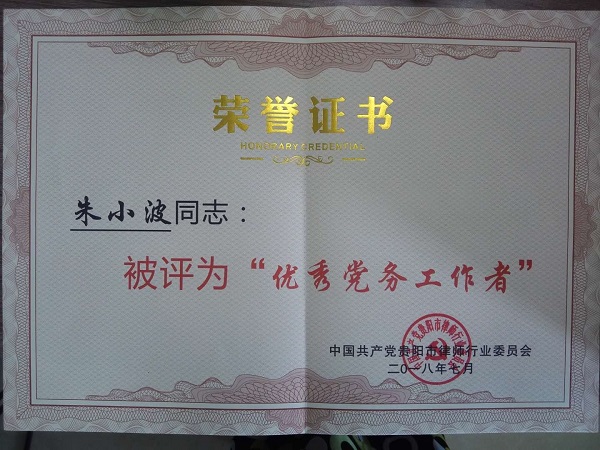 荣誉证书
HONORARY CREDENTIAL
朱小波同志：
被评为“优秀党务工作者”
中国共产党贵阳市律师行业委员会
二〇一八年七月